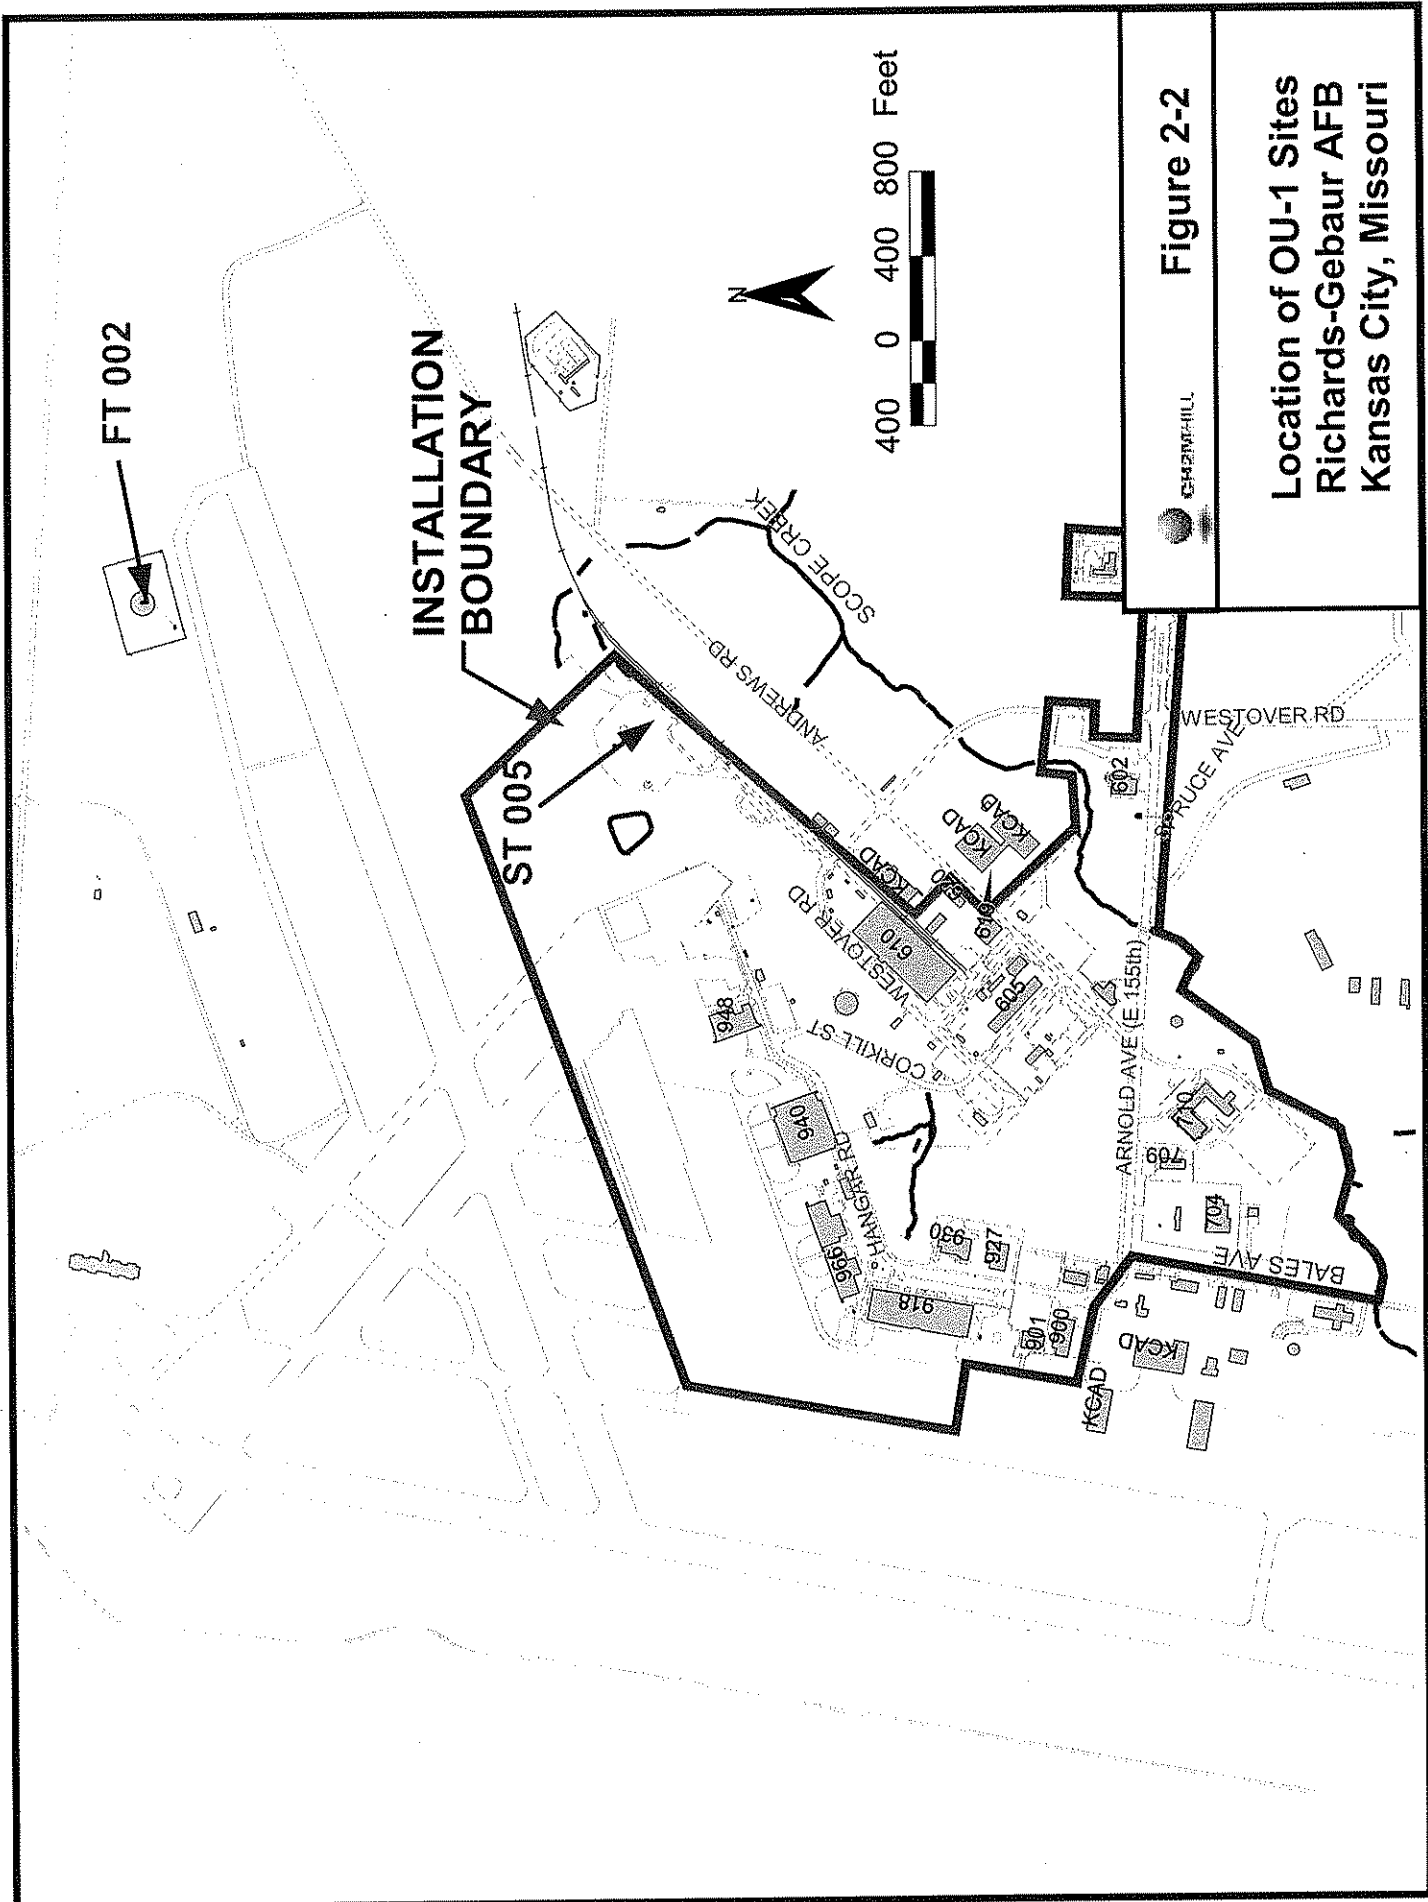 FT 002
INSTALLATION
BOUNDARY
ST 005
N
400 0 400 800 Feet
SCOPE CREEK
ANDREWS RD
WESTOVER RD
CORKILL ST
HANGAR RD
ARNOLD AVE (E 155th)
WESTOVER RD
SPRUCE AVE
BALES AVE
KCAD
KCAD
KCAD
KCAD
KCAD
602
605
610
704
709
918
927
930
940
948
966
900
901
CH2MHILL
Figure 2-2
Location of OU-1 Sites
Richards-Gebaur AFB
Kansas City, Missouri